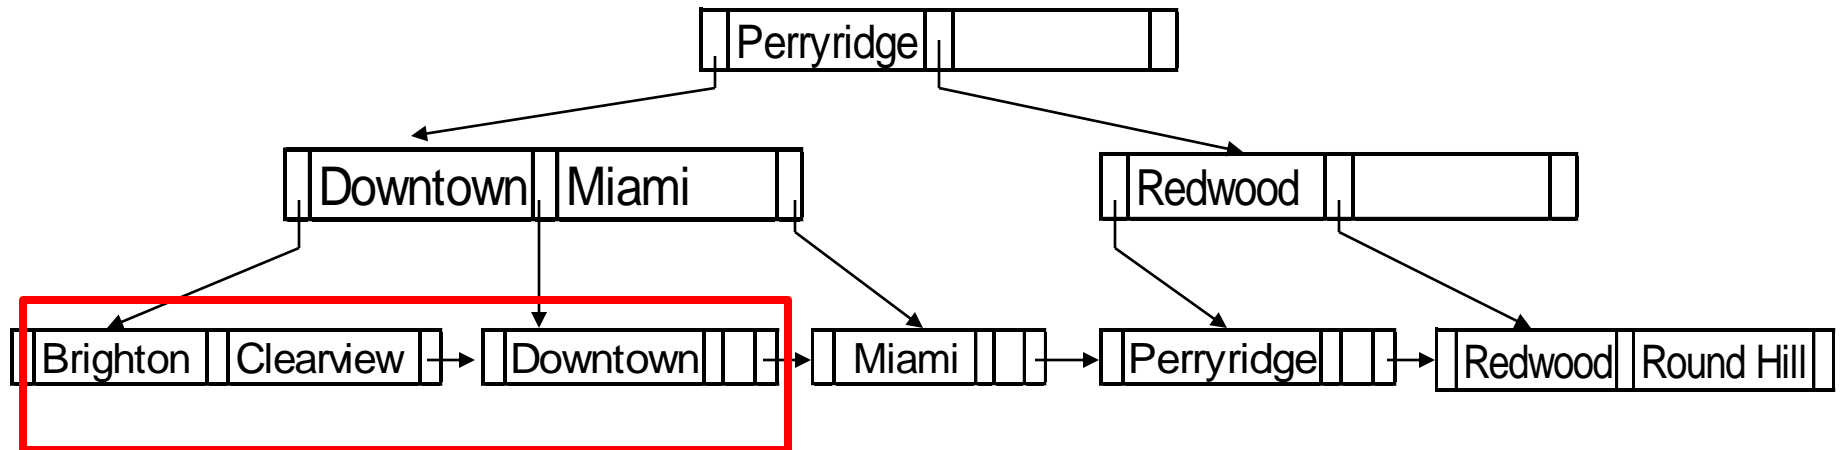 Perryridge
Downtown Miami Redwood
Brighton Clearview Downtown Miami Perryridge Redwood Round Hill